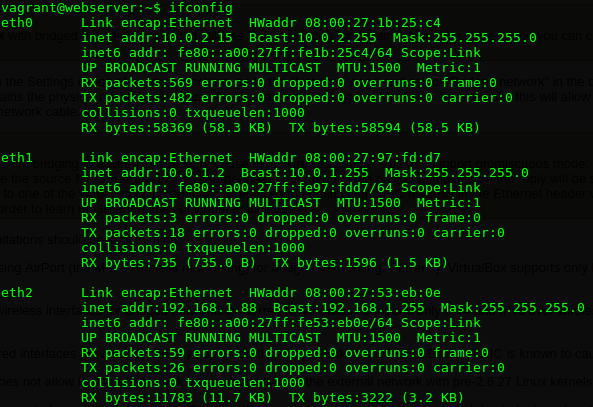 vagrant@webserver:~$ ifconfig
eth0      Link encap:Ethernet  HWaddr 08:00:27:1b:25:c4
          inet addr:10.0.2.15  Bcast:10.0.2.255  Mask:255.255.255.0
          inet6 addr: fe80::a00:27ff:fe1b:25c4/64 Scope:Link
          UP BROADCAST RUNNING MULTICAST  MTU:1500  Metric:1
          RX packets:569 errors:0 dropped:0 overruns:0 frame:0
          TX packets:482 errors:0 dropped:0 overruns:0 carrier:0
          collisions:0 txqueuelen:1000
          RX bytes:58369 (58.3 KB)  TX bytes:58594 (58.5 KB)
eth1      Link encap:Ethernet  HWaddr 08:00:27:97:fd:d7
          inet addr:10.0.1.2  Bcast:10.0.1.255  Mask:255.255.255.0
          inet6 addr: fe80::a00:27ff:fe97:fdd7/64 Scope:Link
          UP BROADCAST RUNNING MULTICAST  MTU:1500  Metric:1
          RX packets:3 errors:0 dropped:0 overruns:0 frame:0
          TX packets:18 errors:0 dropped:0 overruns:0 carrier:0
          collisions:0 txqueuelen:1000
          RX bytes:735 (735.0 B)  TX bytes:1596 (1.5 KB)
eth2      Link encap:Ethernet  HWaddr 08:00:27:53:eb:0e
          inet addr:192.168.1.88  Bcast:192.168.1.255  Mask:255.255.255.0
          inet6 addr: fe80::a00:27ff:fe53:eb0e/64 Scope:Link
          UP BROADCAST RUNNING MULTICAST  MTU:1500  Metric:1
          RX packets:59 errors:0 dropped:0 overruns:0 frame:0
          TX packets:26 errors:0 dropped:0 overruns:0 carrier:0
          collisions:0 txqueuelen:1000
          RX bytes:11783 (11.7 KB)  TX bytes:3222 (3.2 KB)